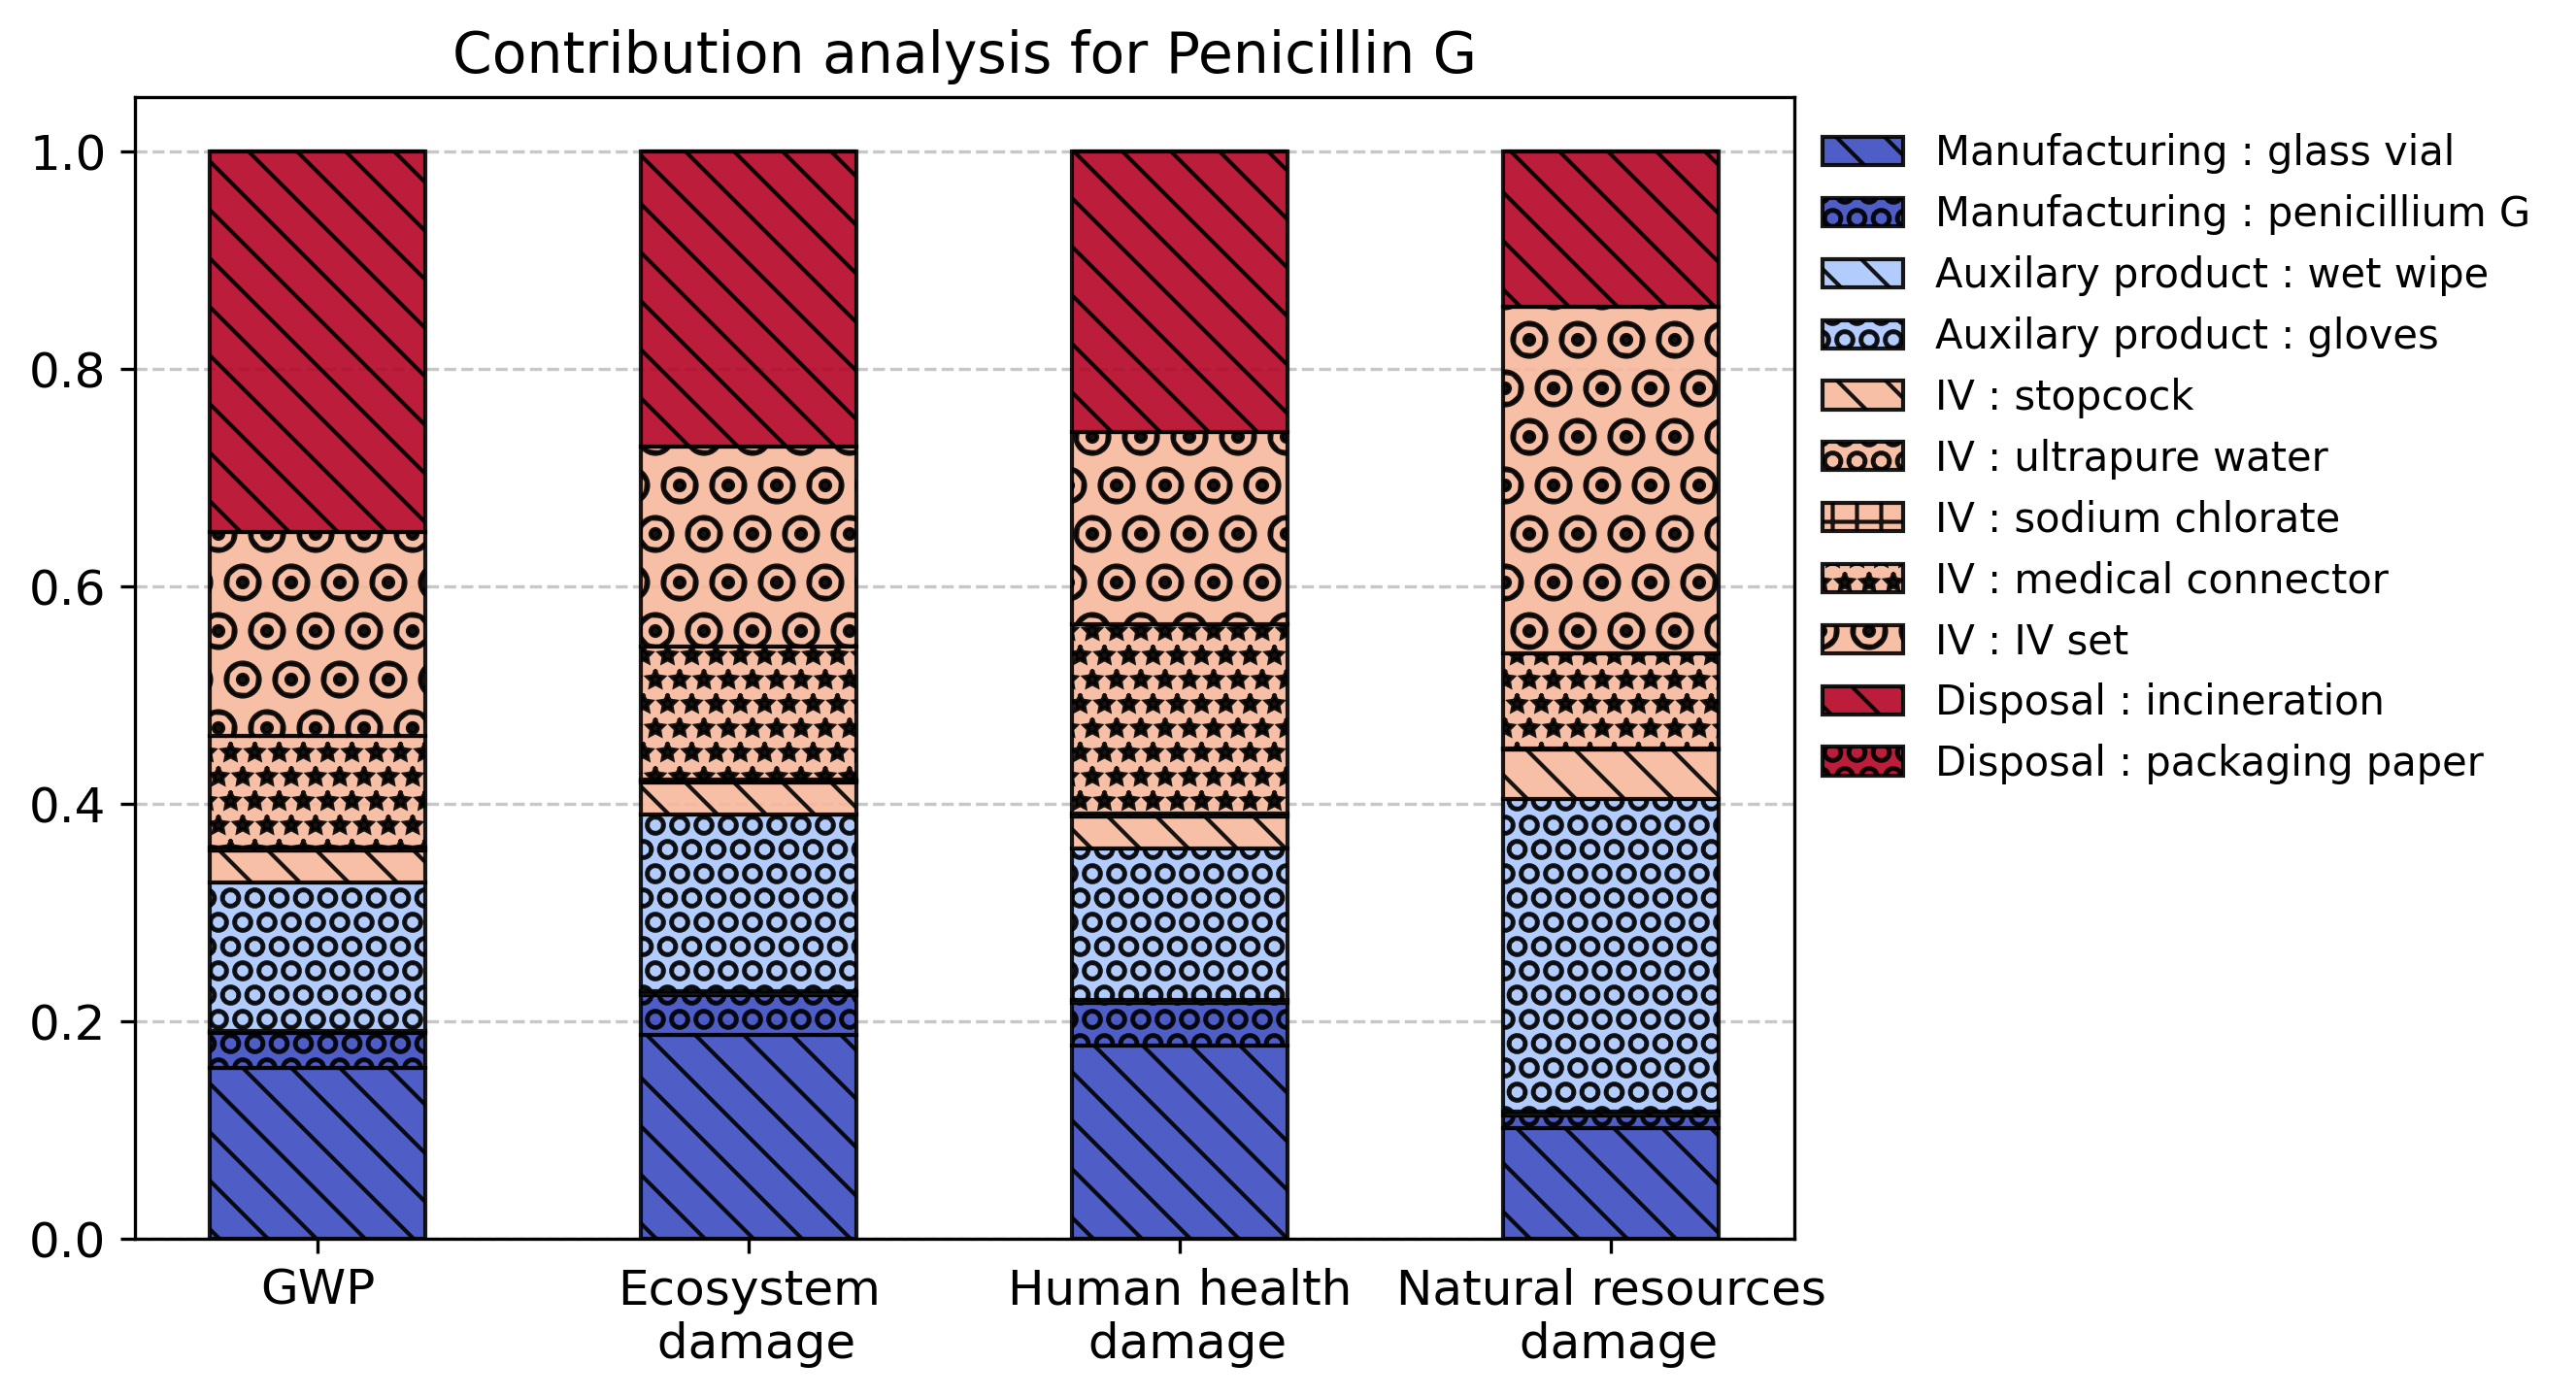 Contribution analysis for Penicillin G
1.0
0.8
0.6
0.4
0.2
0.0
GWP
Ecosystem
damage
Human health
damage
Natural resources
damage
Manufacturing : glass vial
Manufacturing : penicillium G
Auxilary product : wet wipe
Auxilary product : gloves
IV : stopcock
IV : ultrapure water
IV : sodium chlorate
IV : medical connector
IV : IV set
Disposal : incineration
Disposal : packaging paper